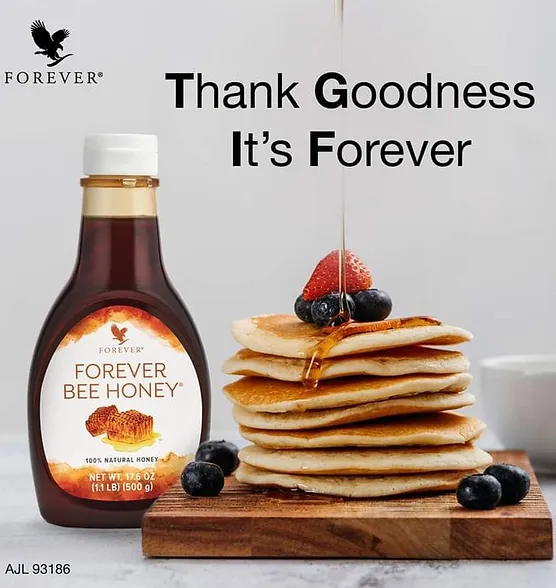 FOREVER®
Thank Goodness
It's Forever
FOREVER®
FOREVER
BEE HONEY®
100% NATURAL HONEY
NET WT. 17.6 OZ
(1.1 LB) (500 g)
AJL 93186